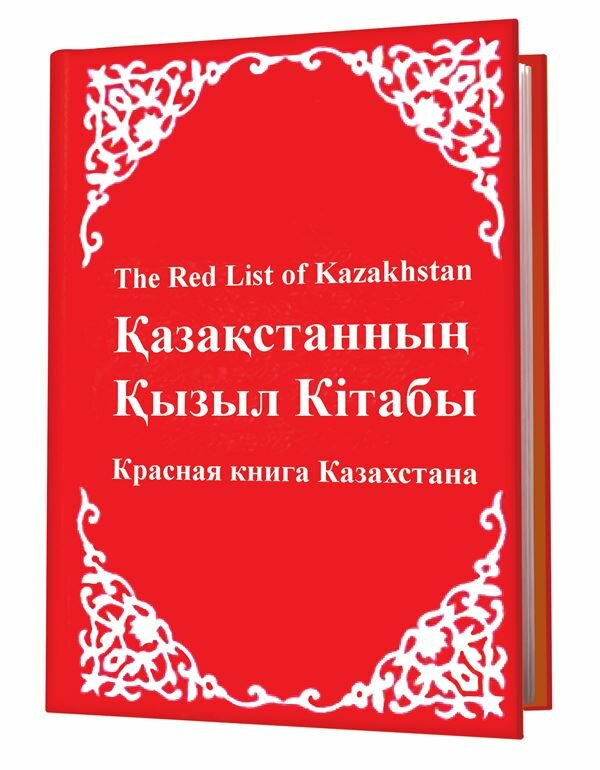 The Red List of Kazakhstan
Қазақстанның
Қызыл Кітабы
Красная книга Казахстана